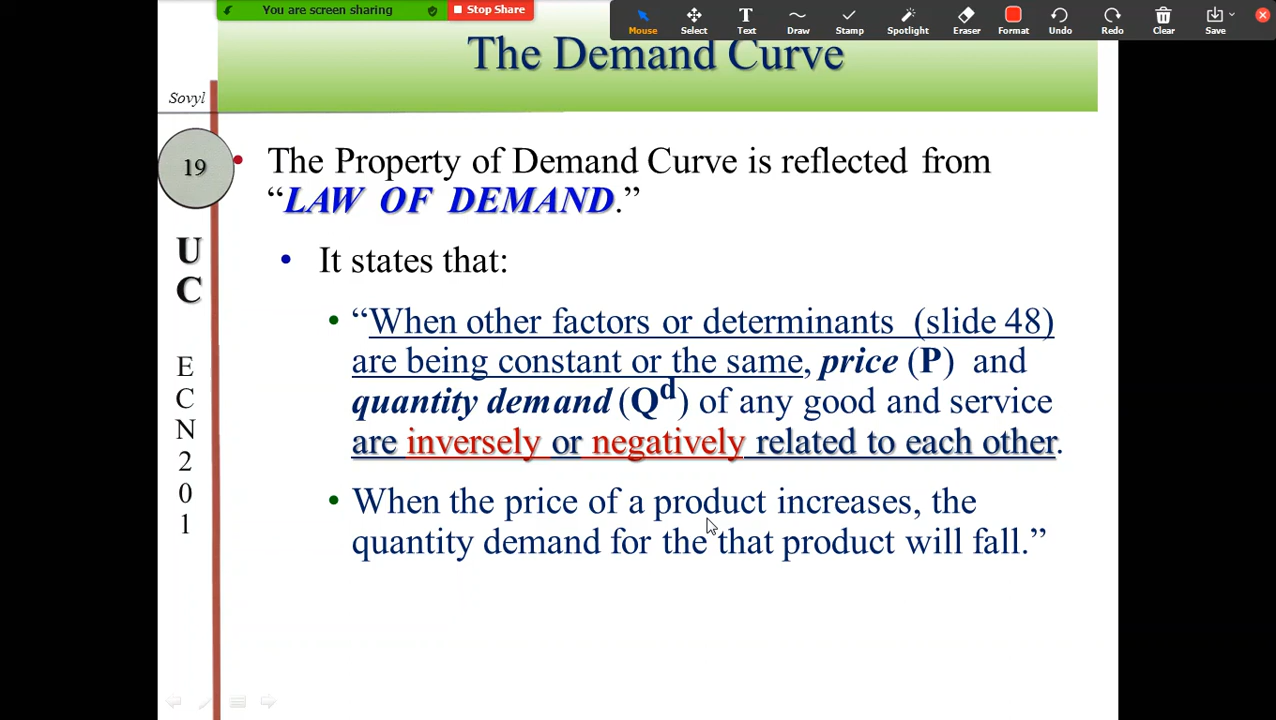 You are screen sharing
Stop Share
Mouse
Select
Text
Draw
Stamp
Spotlight
Eraser
Format
Undo
Redo
Clear
Save
The Demand Curve
Sovyl
19
U
C
E
C
N
2
0
1
• The Property of Demand Curve is reflected from
“LAW OF DEMAND.”
• It states that:
• “When other factors or determinants (slide 48)
are being constant or the same, price (P) and
quantity demand (Qᵈ) of any good and service
are inversely or negatively related to each other.
• When the price of a product increases, the
quantity demand for the that product will fall.”